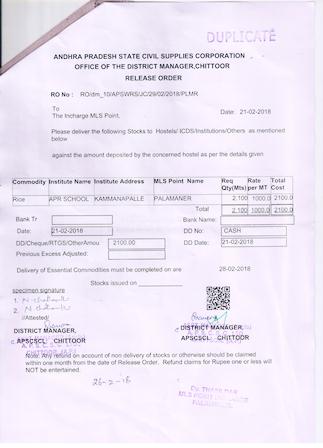 DUPLICATE
ANDHRA PRADESH STATE CIVIL SUPPLIES CORPORATION
OFFICE OF THE DISTRICT MANAGER,CHITTOOR
RELEASE ORDER
RO No : RO/dm_10/APSWRS/JC/29/02/2018/PLMR
To
The Incharge MLS Point,
Date: 21-02-2018
Please deliver the following Stocks to Hostels/ ICDS/Institutions/Others as mentioned
below
against the amount deposited by the concerned hostel as per the details given
Commodity Institute Name Institute Address MLS Point Name Req Qty(Mts) Rate per MT Total Cost
Rice APR SCHOOL KAMMANAPALLE PALAMANER 2.100 1000.0 2100.0
Total 2.100 1000.0 2100.0
Bank Tr Bank Name:
Date: 21-02-2018 DD No: CASH
DD/Cheque/RTGS/OtherAmou 2100.00 DD Date: 21-02-2018
Previous Excess Adjusted:
Delivery of Essential Commodities must be completed on are 28-02-2018
Stocks issued on
specimen signature
1.
2.
//Attested/
DISTRICT MANAGER, DISTRICT MANAGER,
APSCSCL CHITTOOR APSCSCL CHITTOOR
Note: Any refund on account of non delivery of stocks or otherwise should be claimed
within one month from the date of Release Order. Refund claims for Rupee one or less will
NOT be entertained.
26-2-18